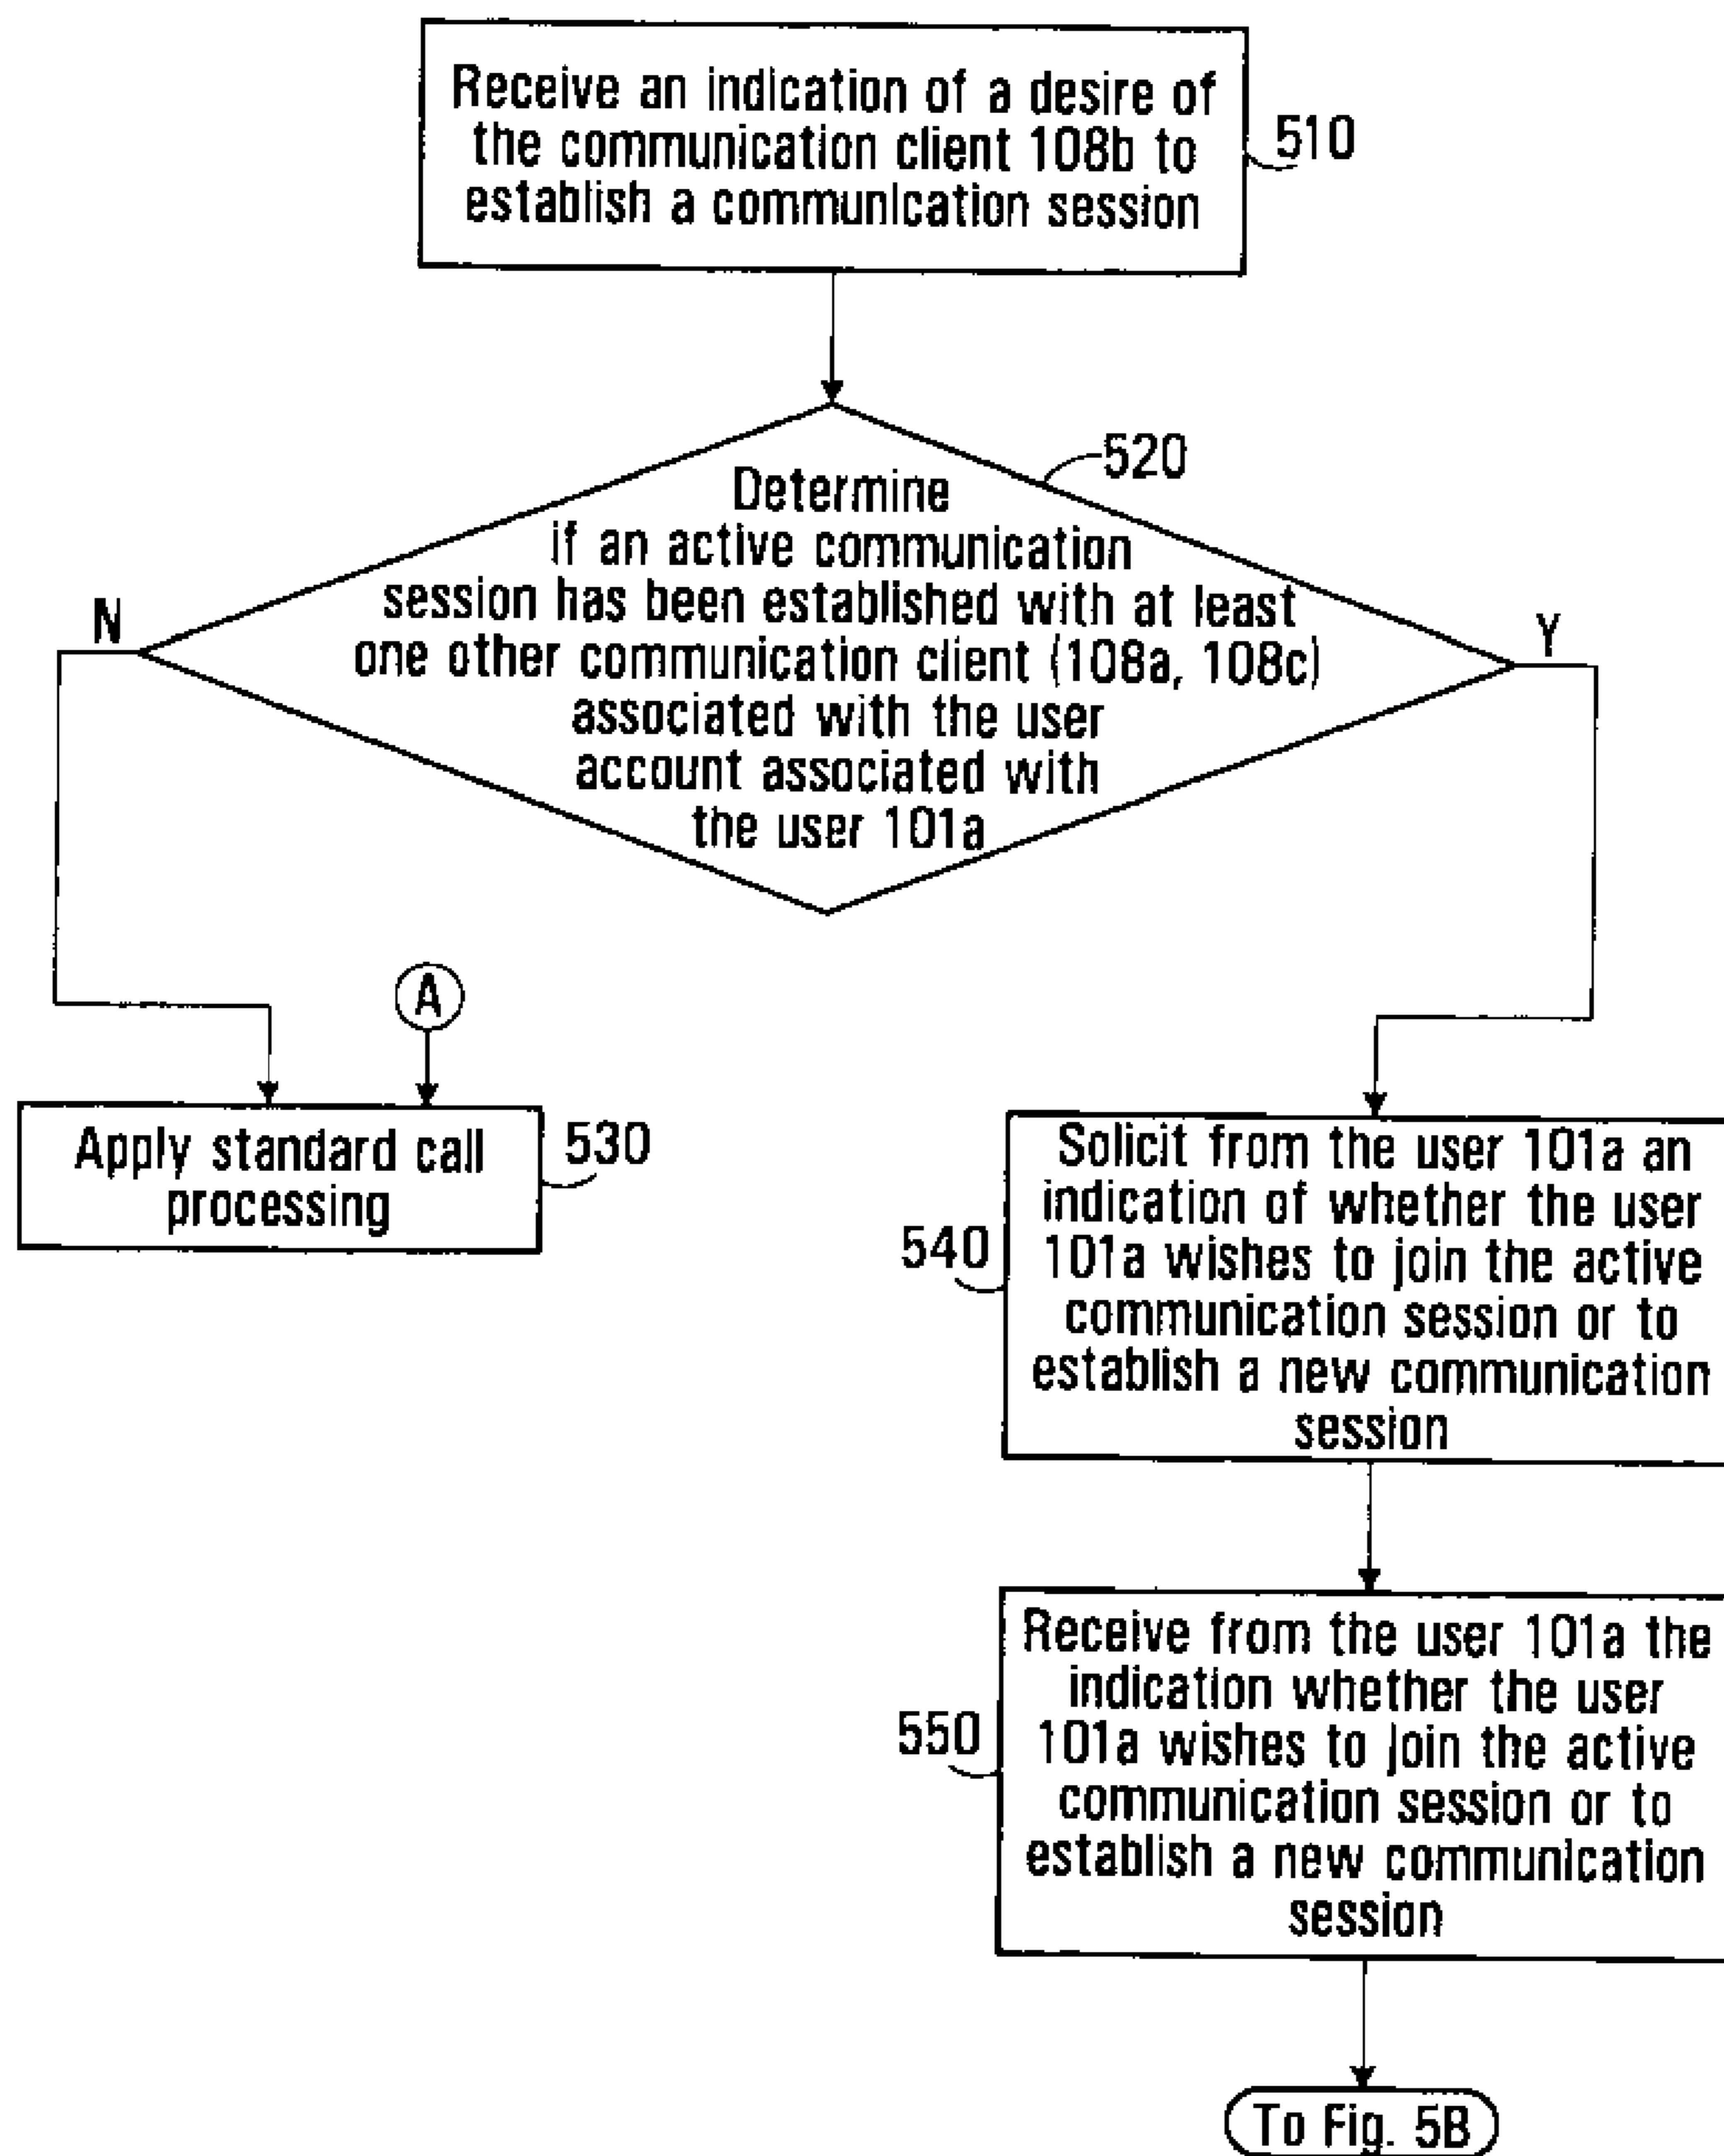 Receive an indication of a desire of
the communication client 108b to
establish a communication session
510
520
Determine
if an active communication
session has been established with at least
one other communication client (108a, 108c)
associated with the user
account associated with
the user 101a
N
Y
A
Apply standard call
processing
530
540
Solicit from the user 101a an
indication of whether the user
101a wishes to join the active
communication session or to
establish a new communication
session
550
Receive from the user 101a the
indication whether the user
101a wishes to join the active
communication session or to
establish a new communication
session
To Fig. 5B